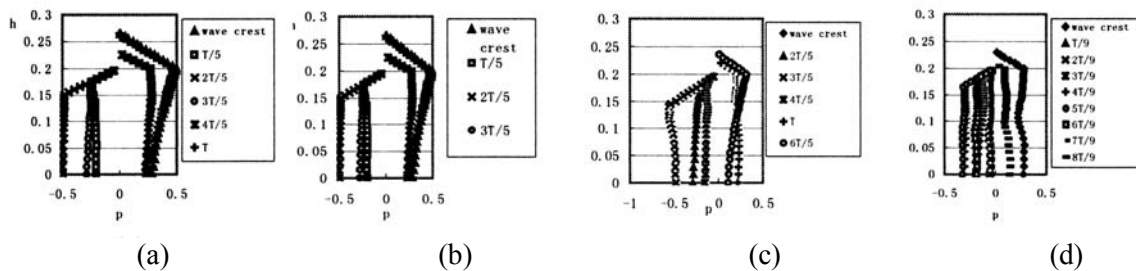 h
0.3
0.25
0.2
0.15
0.1
0.05
0
-0.5
0
0.5
p
wave crest
T/5
2T/5
3T/5
4T/5
T
(a)
0.3
0.25
0.2
0.15
0.1
0.05
0
-0.5
0
0.5
p
wave
crest
T/5
2T/5
3T/5
(b)
0.3
0.25
0.2
0.15
0.1
0.05
0
-1
-0.5
0
0.5
p
wave crest
2T/5
3T/5
4T/5
T
6T/5
(c)
0.3
0.25
0.2
0.15
0.1
0.05
0
-0.5
0
0.5
p
wave crest
T/9
2T/9
3T/9
4T/9
5T/9
6T/9
7T/9
8T/9
(d)